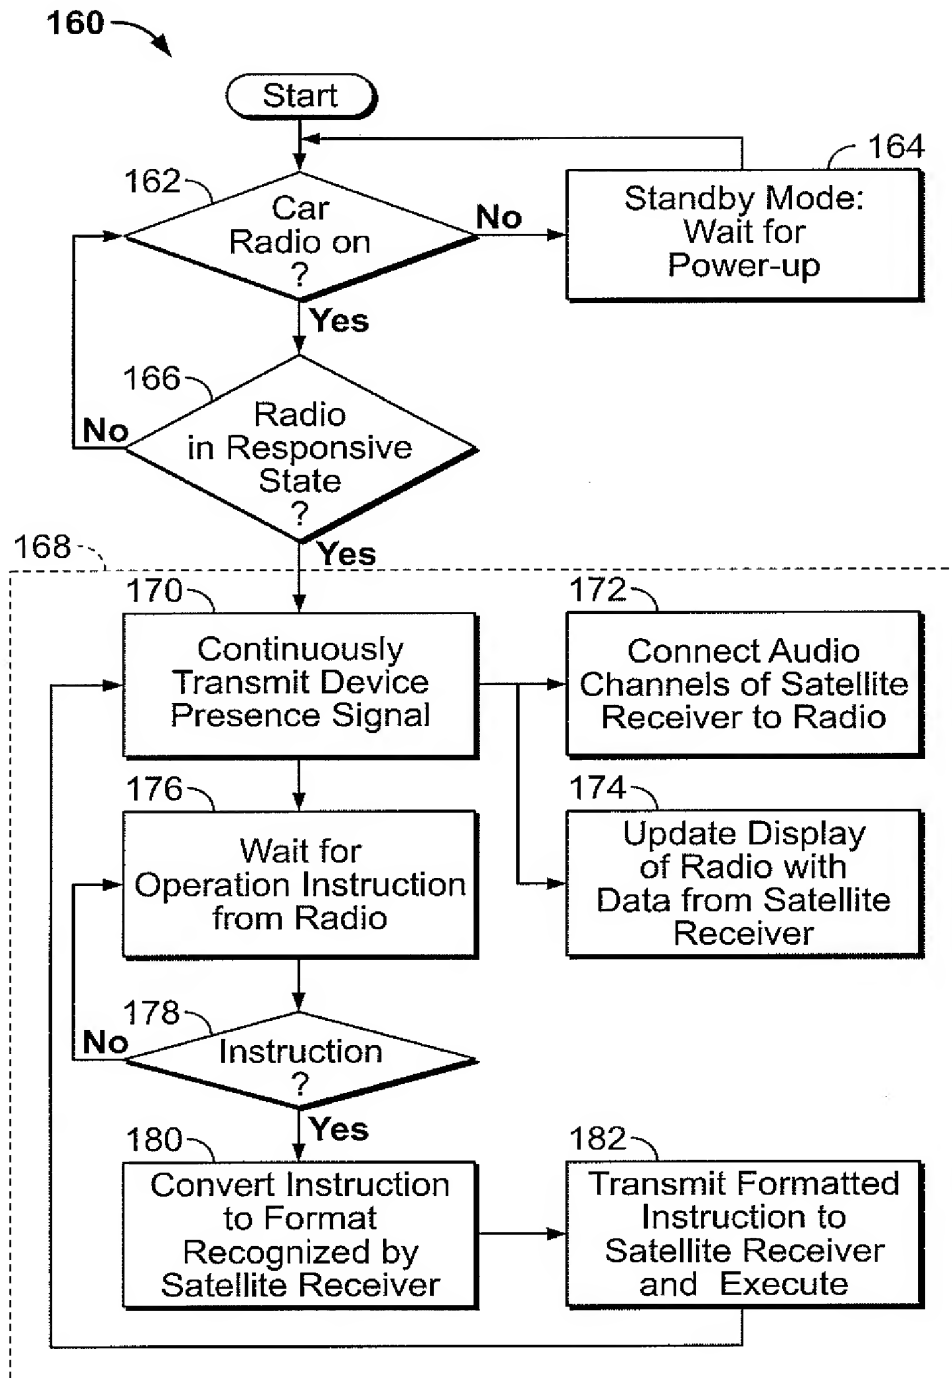 160
Start
162
Car
Radio on
?
No
164
Standby Mode:
Wait for
Power-up
Yes
166
Radio
in Responsive
State
?
No
Yes
168
170
Continuously
Transmit Device
Presence Signal
172
Connect Audio
Channels of Satellite
Receiver to Radio
174
Update Display
of Radio with
Data from Satellite
Receiver
176
Wait for
Operation Instruction
from Radio
178
Instruction
?
No
Yes
180
Convert Instruction
to Format
Recognized by
Satellite Receiver
182
Transmit Formatted
Instruction to
Satellite Receiver
and Execute